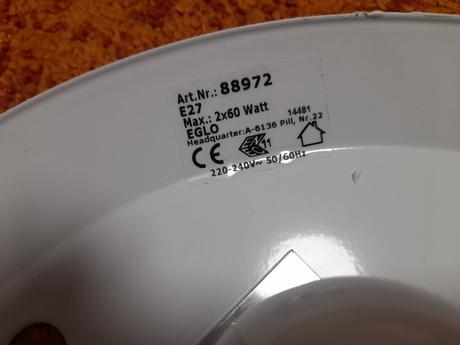 Art.Nr.: 88972
E27
Max.: 2x60 Watt
EGLO 14481
Headquarter:A-6136 Pill, Nr.22
CE 11
220-240V~ 50/60Hz